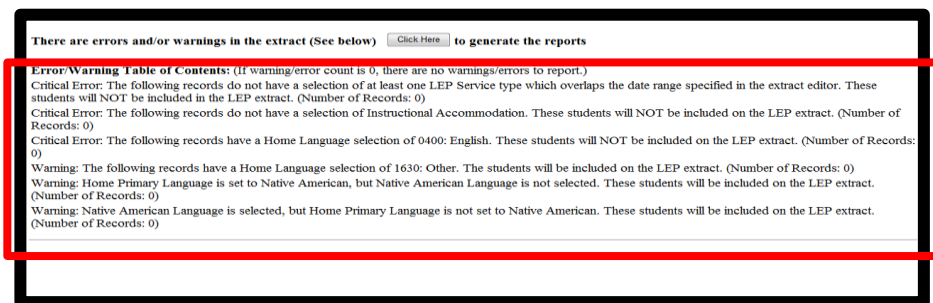 There are errors and/or warnings in the extract (See below) Click Here to generate the reports
Error/Warning Table of Contents: (If warning/error count is 0, there are no warnings/errors to report.)
Critical Error: The following records do not have a selection of at least one LEP Service type which overlaps the date range specified in the extract editor. These
students will NOT be included in the LEP extract. (Number of Records: 0)
Critical Error: The following records do not have a selection of Instructional Accommodation. These students will NOT be included on the LEP extract. (Number of
Records: 0)
Critical Error: The following records have a Home Language selection of 0400: English. These students will NOT be included on the LEP extract. (Number of Records:
0)
Warning: The following records have a Home Language selection of 1630: Other. The students will be included on the LEP extract. (Number of Records: 0)
Warning: Home Primary Language is set to Native American, but Native American Language is not selected. These students will be included on the LEP extract.
(Number of Records: 0)
Warning: Native American Language is selected, but Home Primary Language is not set to Native American. These students will be included on the LEP extract.
(Number of Records: 0)